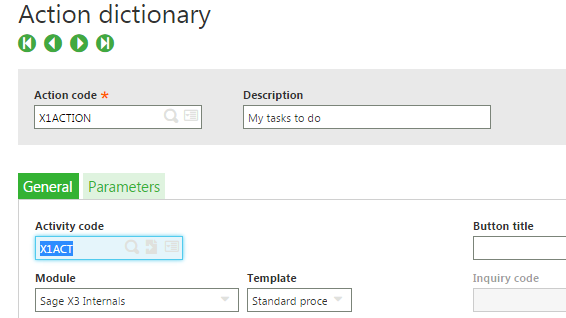 Action dictionary
Action code * Description
X1ACTION My tasks to do
General Parameters
Activity code Button title
X1ACT
Module Template Inquiry code
Sage X3 Internals Standard proce